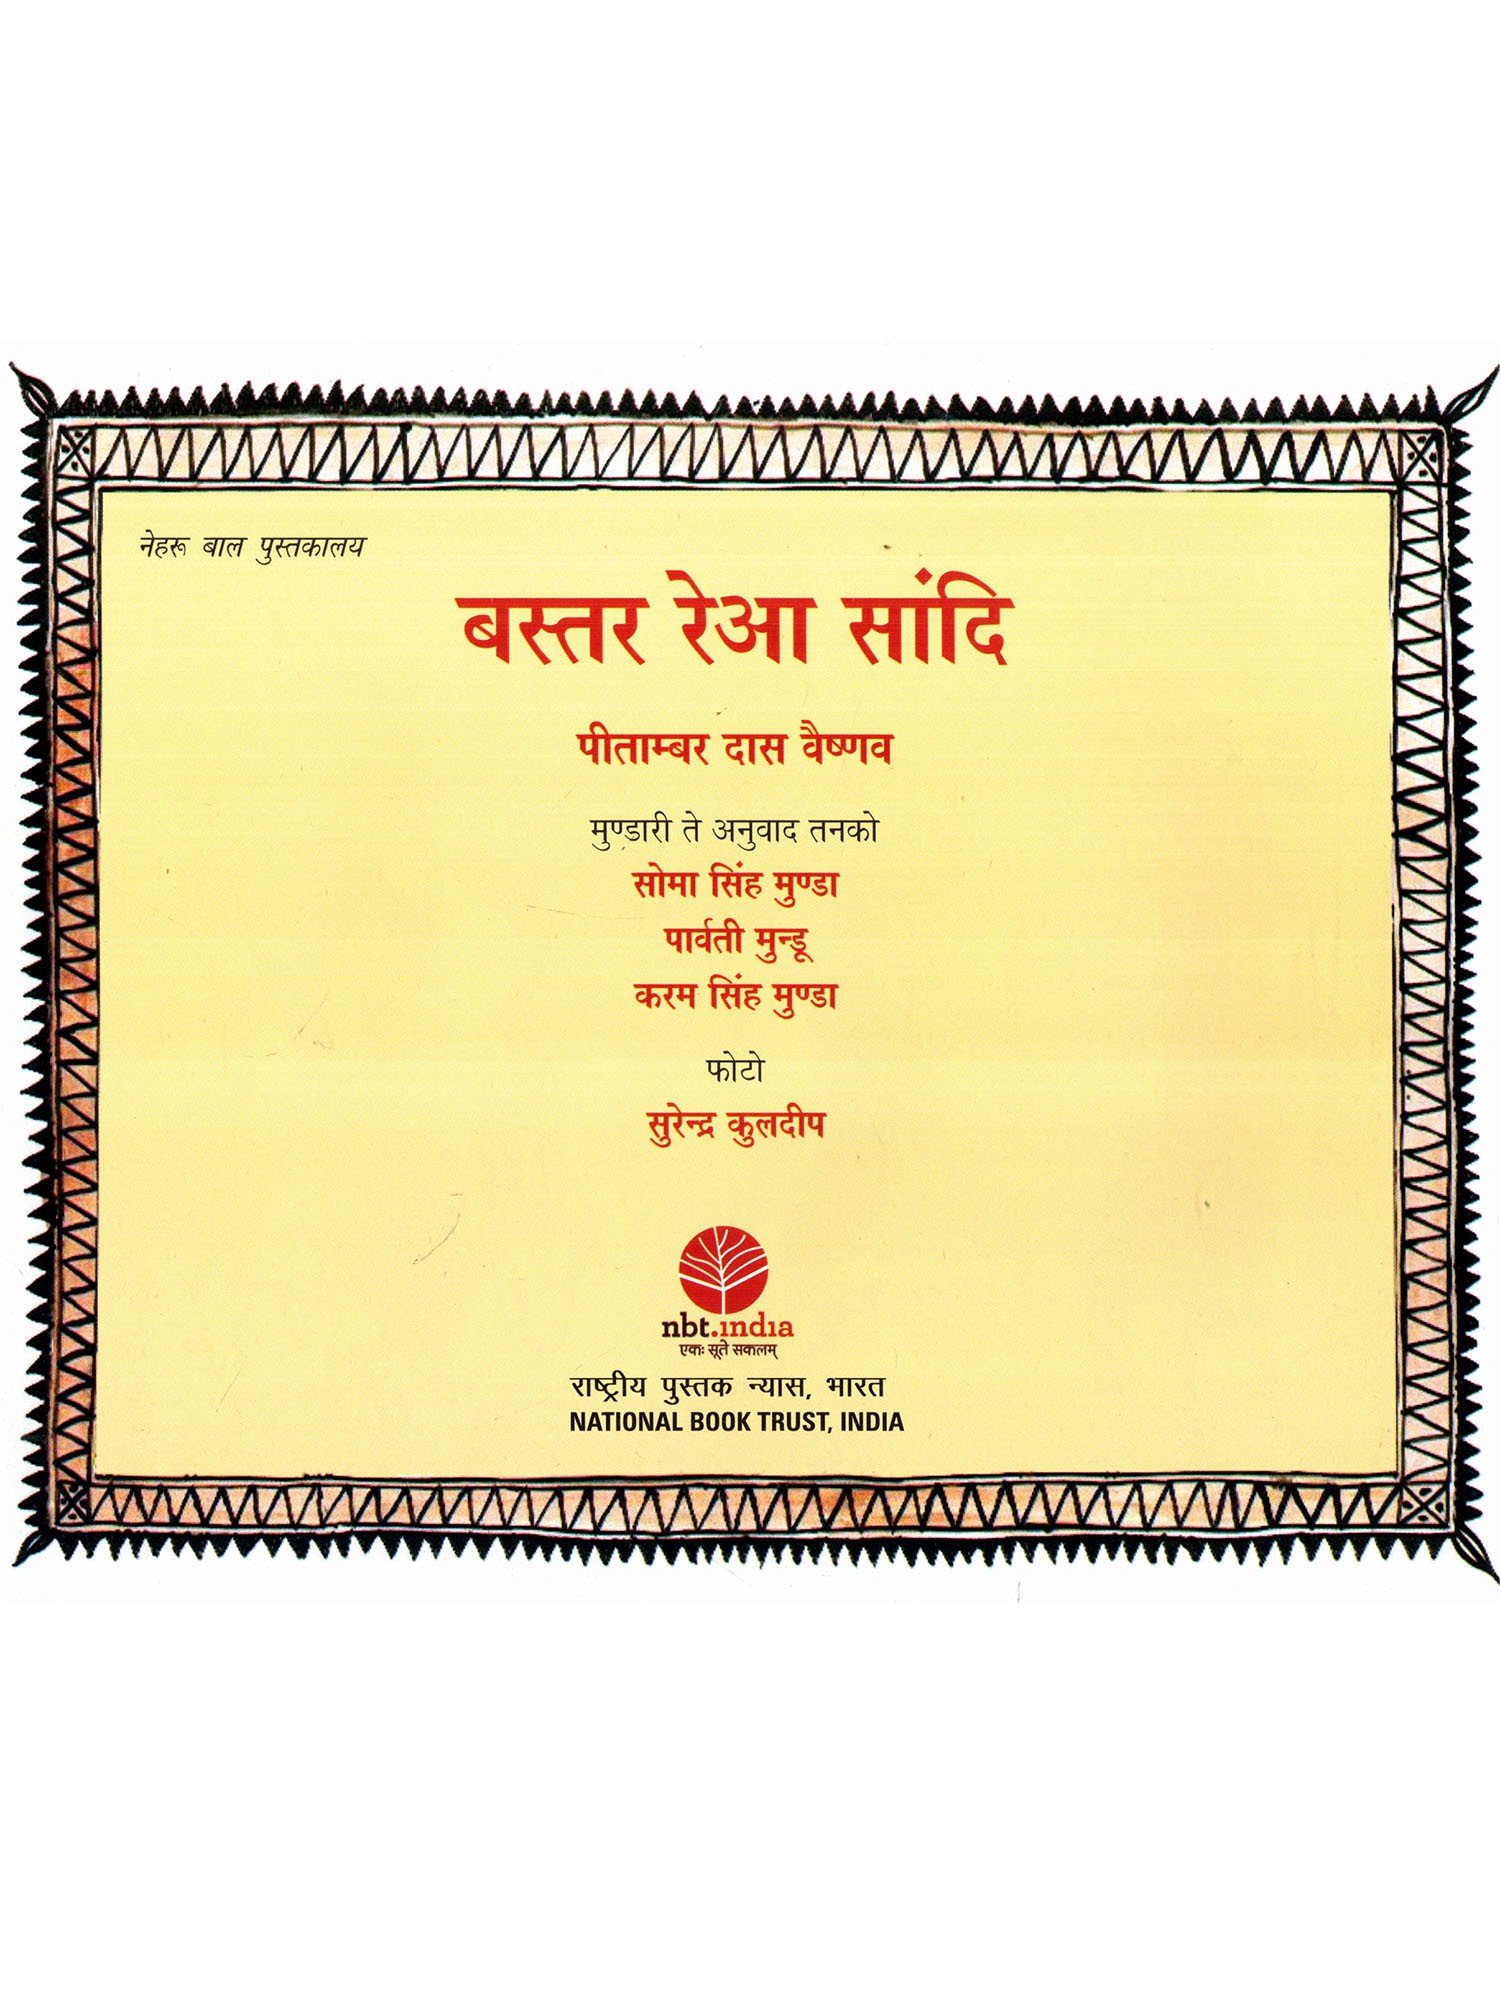 नेहरू बाल पुस्तकालय
बस्तर रेआ सांदि
पीताम्बर दास वैष्णव
मुण्डारी ते अनुवाद तनको
सोमा सिंह मुण्डा
पार्वती मुन्डू
करम सिंह मुण्डा
फोटो
सुरेन्द्र कुलदीप
nbt.india
एकः सूते सकलम्
राष्ट्रीय पुस्तक न्यास, भारत
NATIONAL BOOK TRUST, INDIA